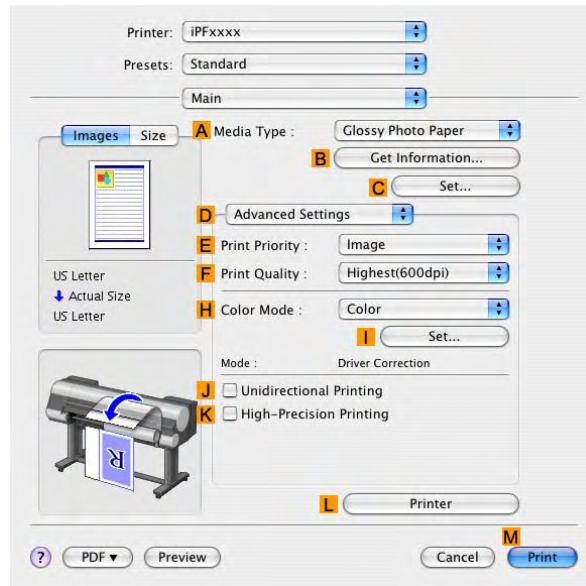 Printer: iPFxxxx
Presets: Standard
Main
Images Size
US Letter
Actual Size
US Letter
A Media Type : Glossy Photo Paper
B Get Information...
C Set...
D Advanced Settings
E Print Priority : Image
F Print Quality : Highest(600dpi)
H Color Mode : Color
I Set...
Mode : Driver Correction
J Unidirectional Printing
K High-Precision Printing
R
L Printer
M
? PDF▼ Preview Cancel Print